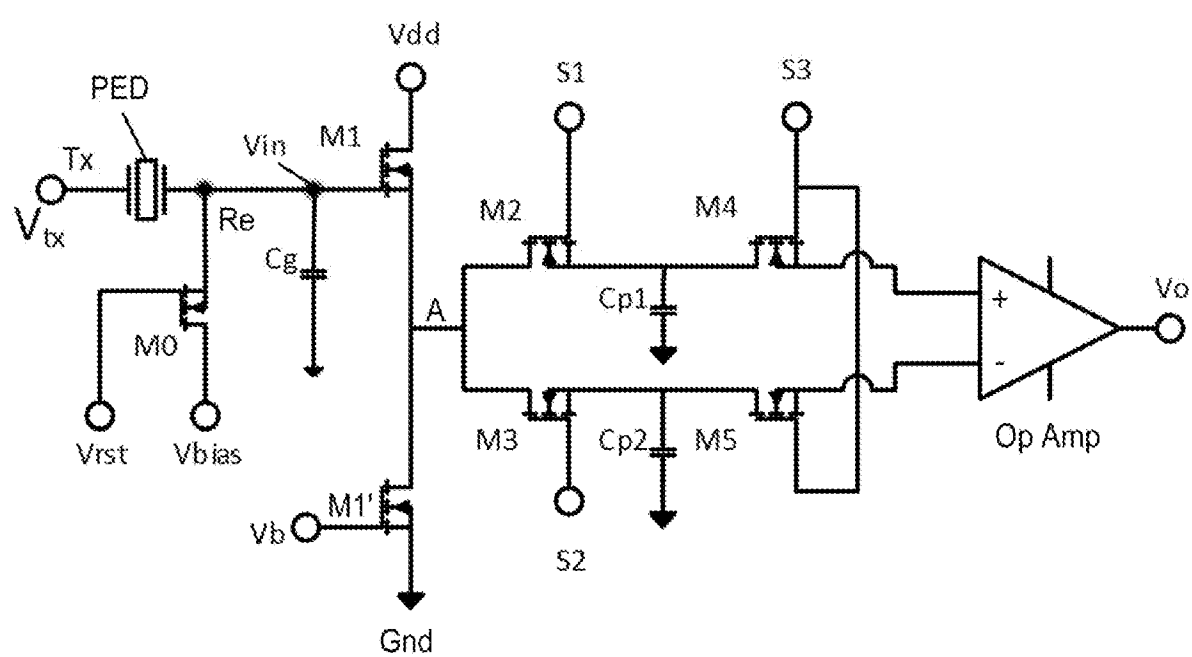 Vdd
S1
S3
PED
M1
Vin
Tx
Vtx
Re
M2
M4
Cg
A
Cp1
+
Vo
M0
-
M3
Cp2
M5
Op Amp
Vrst
Vbias
M1'
Vb
S2
Gnd